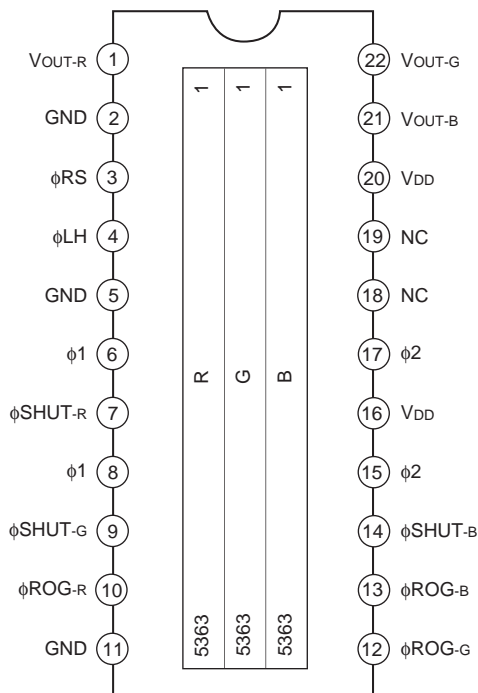 VOUT-R 1 1 1 1 22 VOUT-G
GND 2 21 VOUT-B
φRS 3 20 VDD
φLH 4 19 NC
GND 5 18 NC
φ1 6 R G B 17 φ2
φSHUT-R 7 16 VDD
φ1 8 15 φ2
φSHUT-G 9 14 φSHUT-B
φROG-R 10 13 φROG-B
GND 11 5363 5363 5363 12 φROG-G